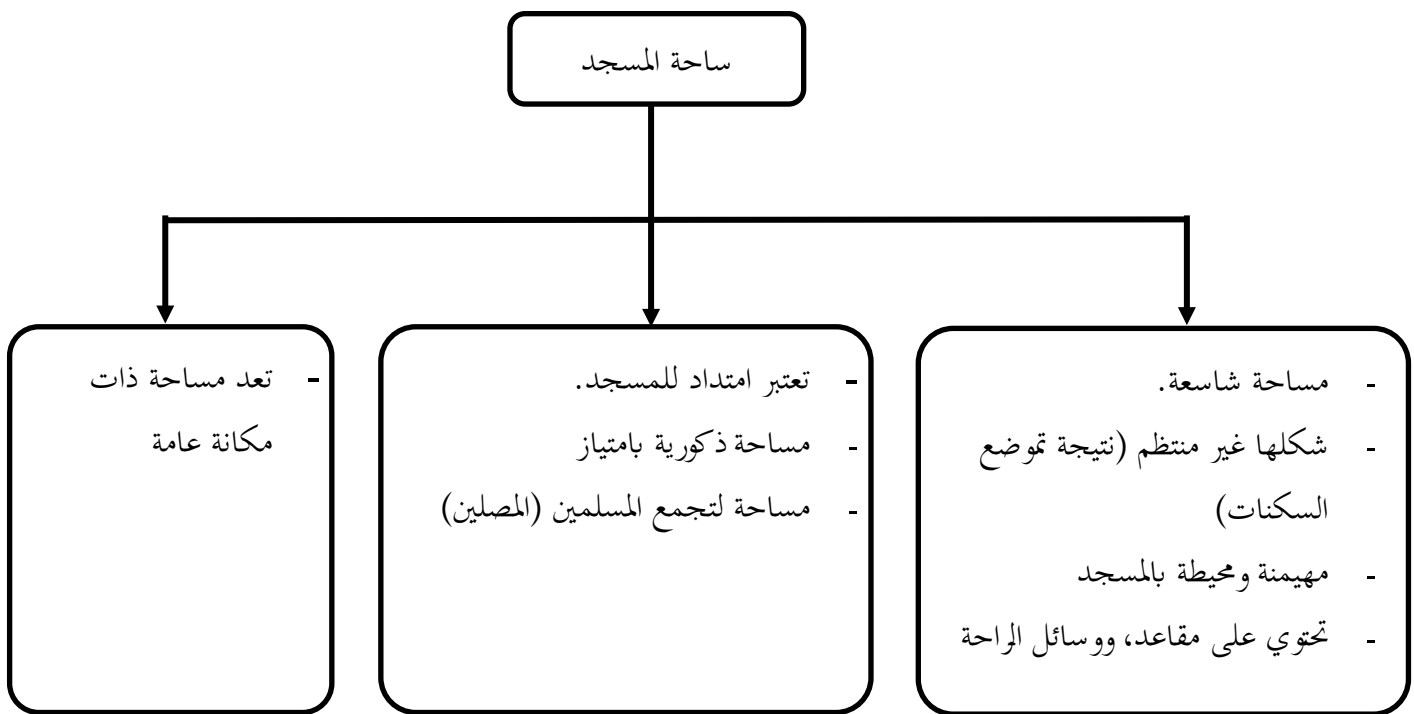 ساحة المسجد
- مساحة شاسعة.
- شكلها غير منتظم (نتيجة تموضع
السكنات)
- مهيمنة ومحيطة بالمسجد
- تحتوي على مقاعد، ووسائل الراحة
- تعتبر امتداد للمسجد.
- مساحة ذكورية بامتياز
- مساحة لتجمع المسلمين (المصلين)
- تعد مساحة ذات
مكانة عامة